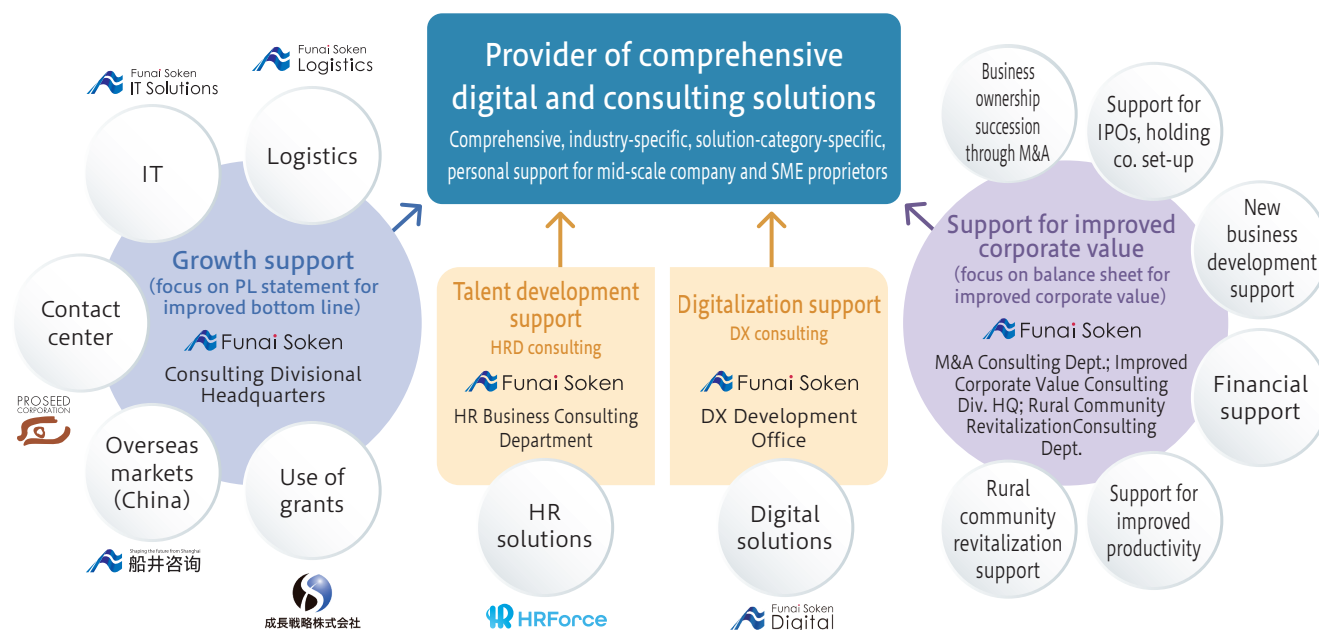 Provider of comprehensive
digital and consulting solutions
Comprehensive, industry-specific, solution-category-specific,
personal support for mid-scale company and SME proprietors
Funai Soken
IT Solutions
Funai Soken
Logistics
IT
Logistics
Contact
center
PROSEED
CORPORATION
Overseas
markets
(China)
Shaping the future from Shanghai
船井咨询
Use of
grants
成長戦略株式会社
Growth support
(focus on PL statement for
improved bottom line)
Funai Soken
Consulting Divisional
Headquarters
Talent development
support
HRD consulting
Funai Soken
HR Business Consulting
Department
HR
solutions
HRForce
Digitalization support
DX consulting
Funai Soken
DX Development
Office
Digital
solutions
Funai Soken
Digital
Support for improved
corporate value
(focus on balance sheet for
improved corporate value)
Funai Soken
M&A Consulting Dept.; Improved
Corporate Value Consulting
Div. HQ; Rural Community
RevitalizationConsulting
Dept.
Business
ownership
succession
through M&A
Support for
IPOs, holding
co. set-up
New
business
development
support
Financial
support
Support for
improved
productivity
Rural
community
revitalization
support